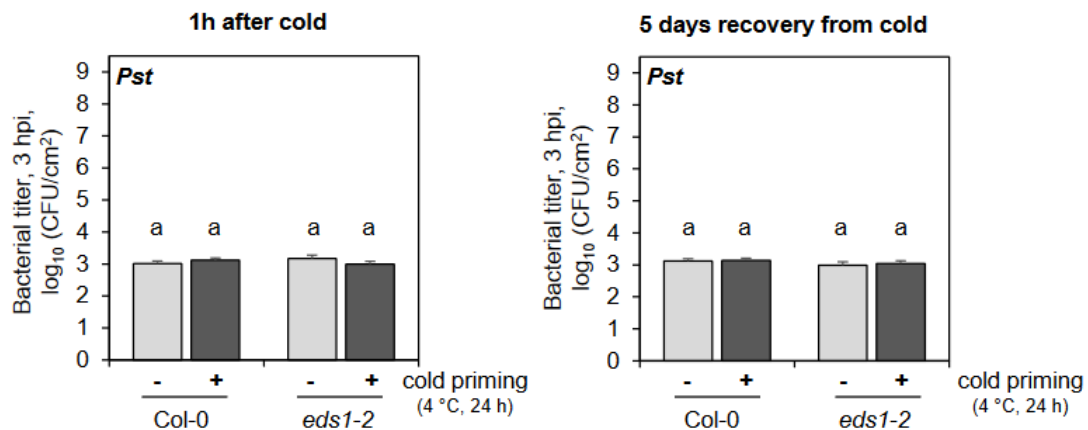 1h after cold
Pst
Bacterial titer, 3 hpi,
log10 (CFU/cm²)
9
8
7
6
5
4
3
2
1
0
a a a a
- + - + cold priming
(4 °C, 24 h)
Col-0 eds1-2
5 days recovery from cold
Pst
Bacterial titer, 3 hpi,
log10 (CFU/cm²)
9
8
7
6
5
4
3
2
1
0
a a a a
- + - + cold priming
(4 °C, 24 h)
Col-0 eds1-2